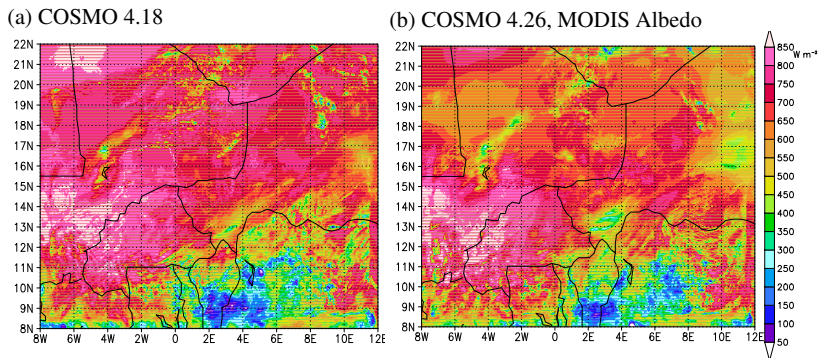 (a) COSMO 4.18
(b) COSMO 4.26, MODIS Albedo
22N
21N
20N
19N
18N
17N
16N
15N
14N
13N
12N
11N
10N
9N
8N
8W 6W 4W 2W 0 2E 4E 6E 8E 10E 12E
22N
21N
20N
19N
18N
17N
16N
15N
14N
13N
12N
11N
10N
9N
8N
8W 6W 4W 2W 0 2E 4E 6E 8E 10E 12E
W m⁻²
850
800
750
700
650
600
550
500
450
400
350
300
250
200
150
100
50